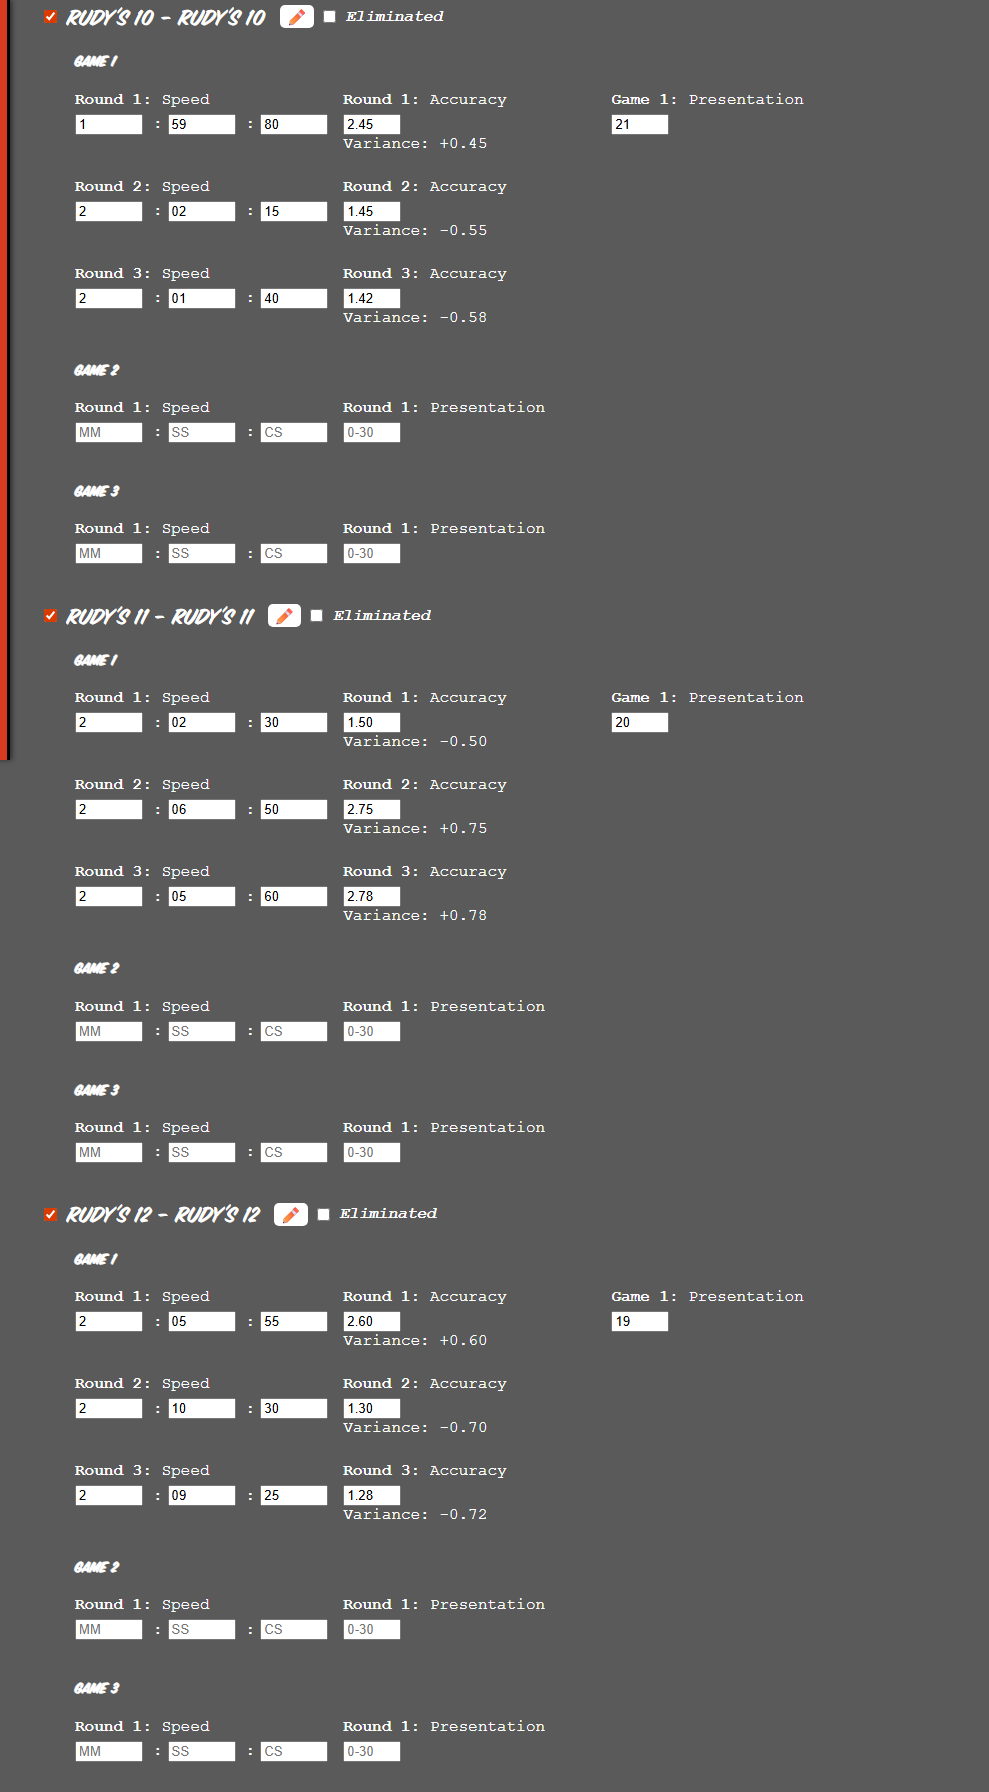 RUDY'S 10 - RUDY'S 10 Eliminated
GAME 1
Round 1: Speed Round 1: Accuracy Game 1: Presentation
1 : 59 : 80 2.45 21
Variance: +0.45
Round 2: Speed Round 2: Accuracy
2 : 02 : 15 1.45
Variance: -0.55
Round 3: Speed Round 3: Accuracy
2 : 01 : 40 1.42
Variance: -0.58
GAME 2
Round 1: Speed Round 1: Presentation
MM : SS : CS 0-30
GAME 3
Round 1: Speed Round 1: Presentation
MM : SS : CS 0-30
RUDY'S 11 - RUDY'S 11 Eliminated
GAME 1
Round 1: Speed Round 1: Accuracy Game 1: Presentation
2 : 02 : 30 1.50 20
Variance: -0.50
Round 2: Speed Round 2: Accuracy
2 : 06 : 50 2.75
Variance: +0.75
Round 3: Speed Round 3: Accuracy
2 : 05 : 60 2.78
Variance: +0.78
GAME 2
Round 1: Speed Round 1: Presentation
MM : SS : CS 0-30
GAME 3
Round 1: Speed Round 1: Presentation
MM : SS : CS 0-30
RUDY'S 12 - RUDY'S 12 Eliminated
GAME 1
Round 1: Speed Round 1: Accuracy Game 1: Presentation
2 : 05 : 55 2.60 19
Variance: +0.60
Round 2: Speed Round 2: Accuracy
2 : 10 : 30 1.30
Variance: -0.70
Round 3: Speed Round 3: Accuracy
2 : 09 : 25 1.28
Variance: -0.72
GAME 2
Round 1: Speed Round 1: Presentation
MM : SS : CS 0-30
GAME 3
Round 1: Speed Round 1: Presentation
MM : SS : CS 0-30